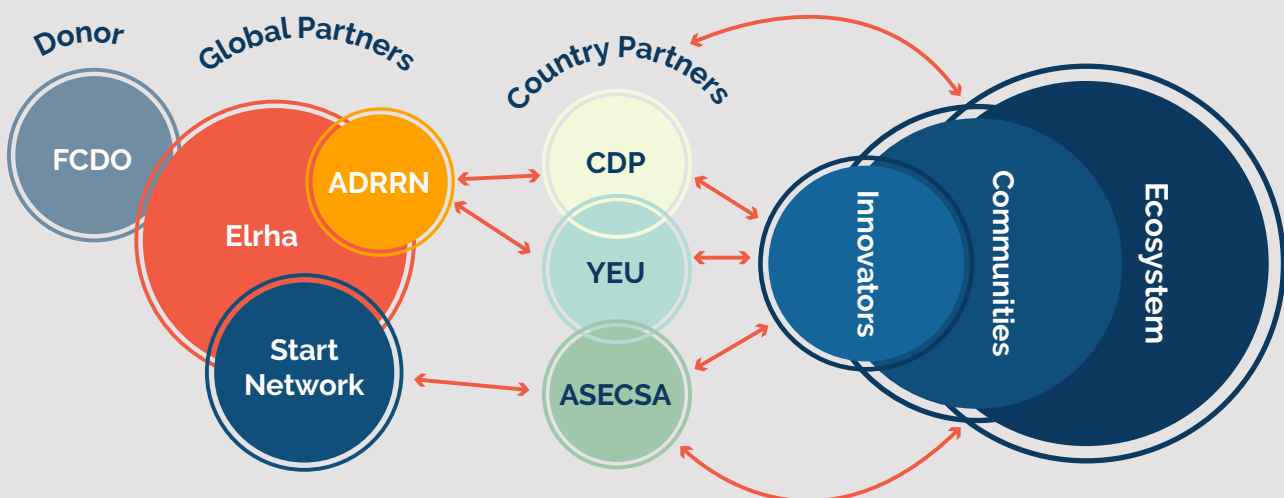 Donor
Global Partners
Country Partners
FCDO
Elrha
ADRRN
Start
Network
CDP
YEU
ASECSA
Innovators
Communities
Ecosystem